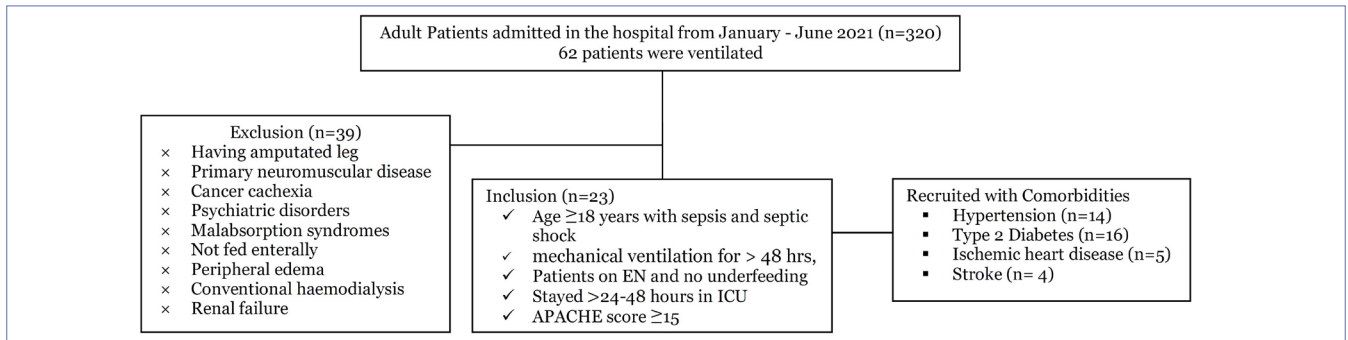 Adult Patients admitted in the hospital from January - June 2021 (n=320)
62 patients were ventilated
Exclusion (n=39)
× Having amputated leg
× Primary neuromuscular disease
× Cancer cachexia
× Psychiatric disorders
× Malabsorption syndromes
× Not fed enterally
× Peripheral edema
× Conventional haemodialysis
× Renal failure
Inclusion (n=23)
✓ Age ≥18 years with sepsis and septic
shock
✓ mechanical ventilation for > 48 hrs,
✓ Patients on EN and no underfeeding
✓ Stayed >24-48 hours in ICU
✓ APACHE score ≥15
Recruited with Comorbidities
▪ Hypertension (n=14)
▪ Type 2 Diabetes (n=16)
▪ Ischemic heart disease (n=5)
▪ Stroke (n= 4)